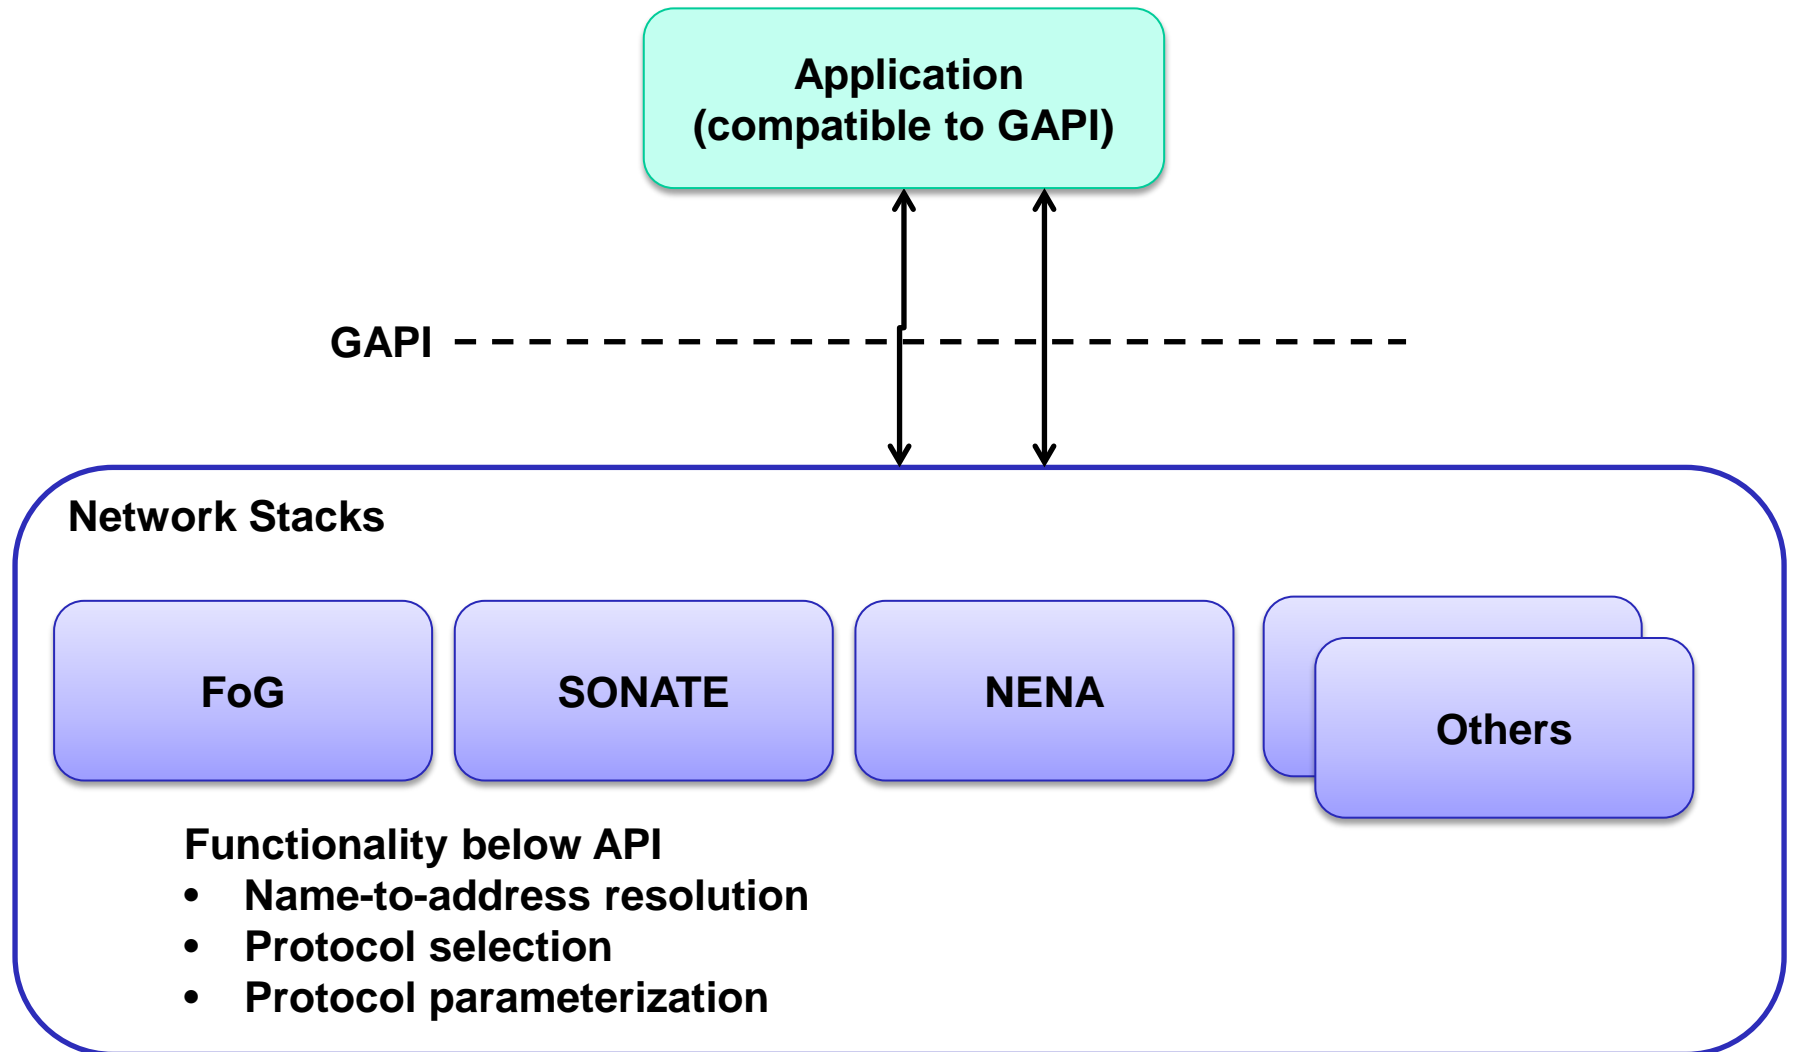 Application
(compatible to GAPI)
GAPI
Network Stacks
FoG
SONATE
NENA
Others
Functionality below API
• Name-to-address resolution
• Protocol selection
• Protocol parameterization